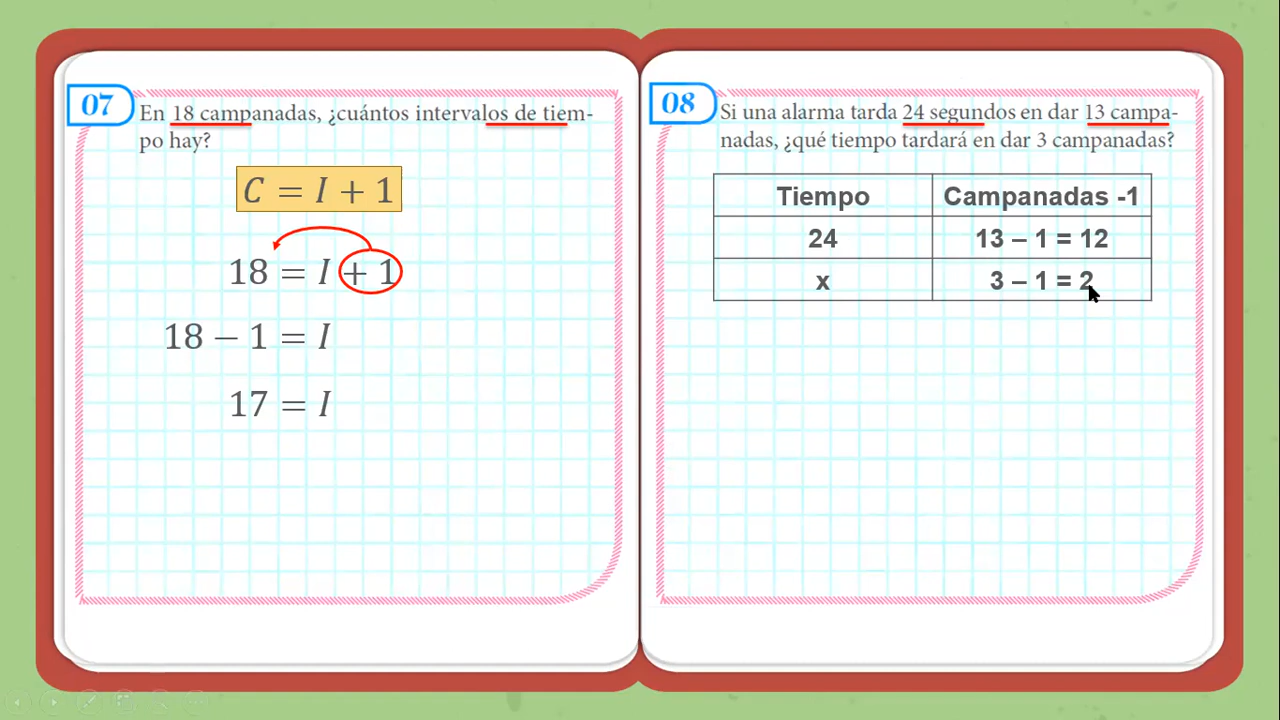 07
En 18 campanadas, ¿cuántos intervalos de tiem-
po hay?
C = I + 1
18 = I + 1
18 − 1 = I
17 = I
08
Si una alarma tarda 24 segundos en dar 13 campa-
nadas, ¿qué tiempo tardará en dar 3 campanadas?
Tiempo Campanadas -1
24 13 – 1 = 12
x 3 – 1 = 2